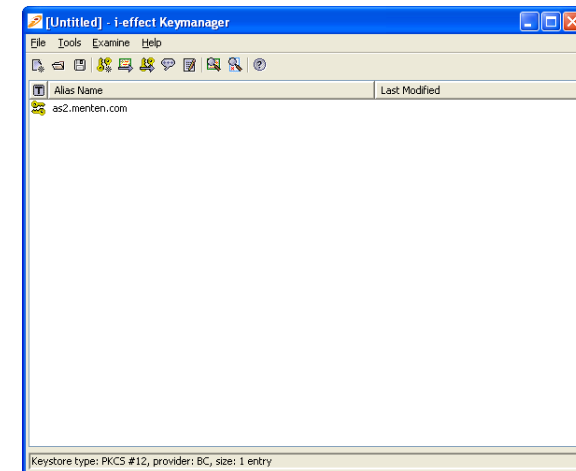 [Untitled] - i-effect Keymanager
File Tools Examine Help
T Alias Name Last Modified
as2.menten.com
Keystore type: PKCS #12, provider: BC, size: 1 entry